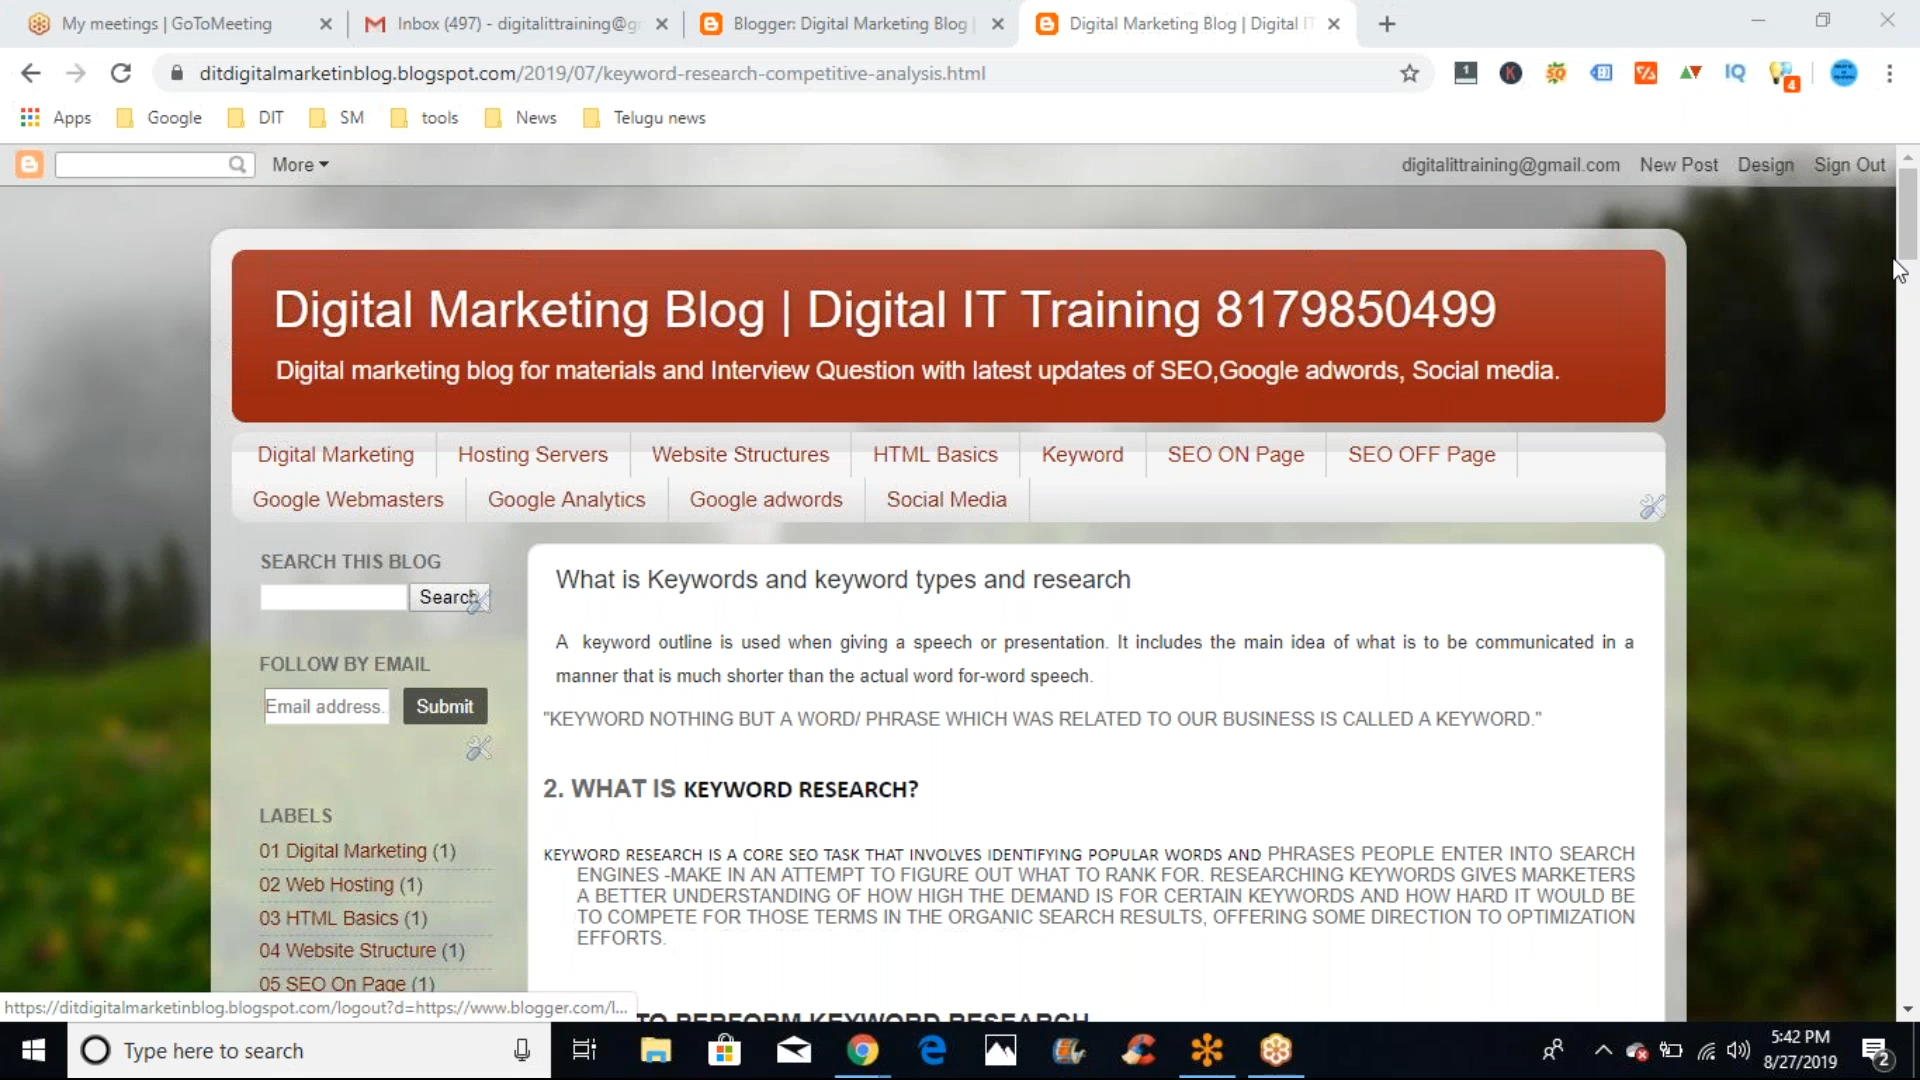 My meetings | GoToMeeting
Inbox (497) - digitalittraining@g
Blogger: Digital Marketing Blog |
Digital Marketing Blog | Digital IT
ditdigitalmarketinblog.blogspot.com/2019/07/keyword-research-competitive-analysis.html
1
K
SQ
IQ
4
Apps
Google
DIT
SM
tools
News
Telugu news
More
digitalittraining@gmail.com
New Post
Design
Sign Out
Digital Marketing Blog | Digital IT Training 8179850499
Digital marketing blog for materials and Interview Question with latest updates of SEO,Google adwords, Social media.
Digital Marketing
Hosting Servers
Website Structures
HTML Basics
Keyword
SEO ON Page
SEO OFF Page
Google Webmasters
Google Analytics
Google adwords
Social Media
SEARCH THIS BLOG
Search
FOLLOW BY EMAIL
Email address.
Submit
LABELS
01 Digital Marketing (1)
02 Web Hosting (1)
03 HTML Basics (1)
04 Website Structure (1)
05 SEO On Page (1)
What is Keywords and keyword types and research
A keyword outline is used when giving a speech or presentation. It includes the main idea of what is to be communicated in a
manner that is much shorter than the actual word for-word speech.
"KEYWORD NOTHING BUT A WORD/ PHRASE WHICH WAS RELATED TO OUR BUSINESS IS CALLED A KEYWORD."
2. WHAT IS KEYWORD RESEARCH?
KEYWORD RESEARCH IS A CORE SEO TASK THAT INVOLVES IDENTIFYING POPULAR WORDS AND PHRASES PEOPLE ENTER INTO SEARCH
ENGINES -MAKE IN AN ATTEMPT TO FIGURE OUT WHAT TO RANK FOR. RESEARCHING KEYWORDS GIVES MARKETERS
A BETTER UNDERSTANDING OF HOW HIGH THE DEMAND IS FOR CERTAIN KEYWORDS AND HOW HARD IT WOULD BE
TO COMPETE FOR THOSE TERMS IN THE ORGANIC SEARCH RESULTS, OFFERING SOME DIRECTION TO OPTIMIZATION
EFFORTS.
TO PERFORM KEYWORD RESEARCH
https://ditdigitalmarketinblog.blogspot.com/logout?d=https://www.blogger.com/l...
Type here to search
5:42 PM
8/27/2019
2